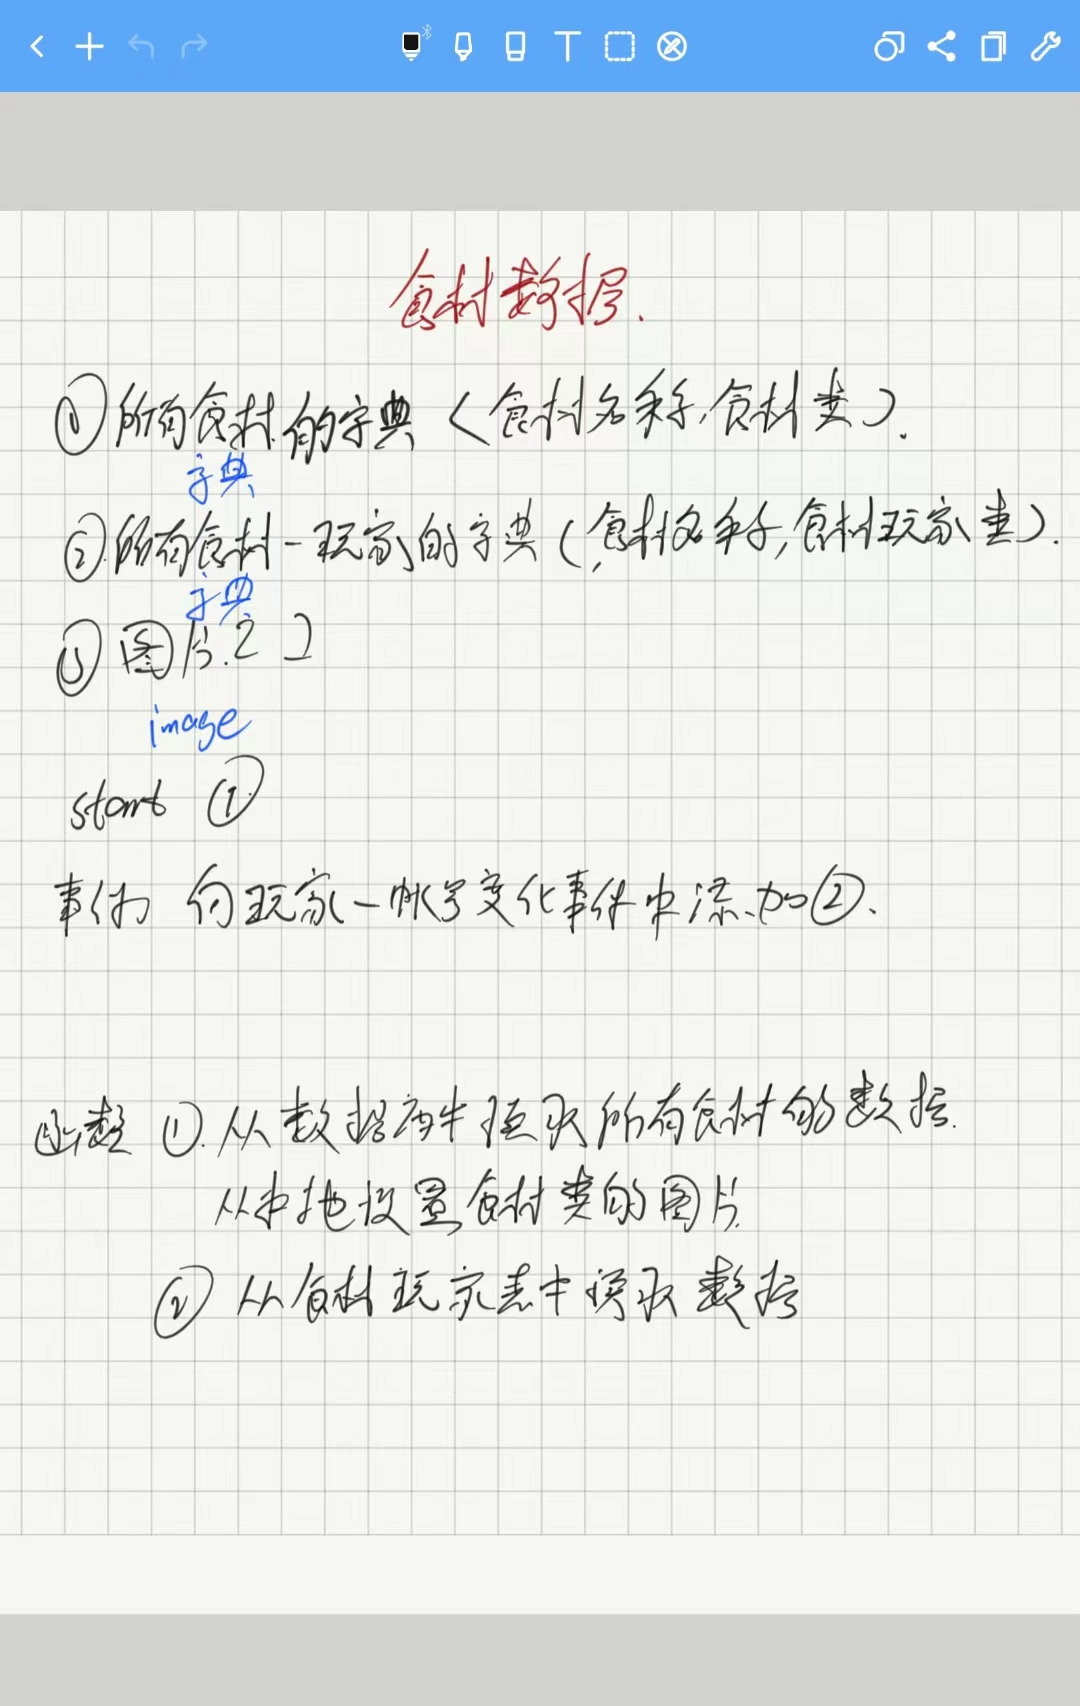 食材数据.
① 所有食材的字典 (食材名称,食材类).
字典
② 所有食材-玩家的字典 (食材名称,食材玩家类).
字典
③ 图片
image
start ①
事件 向玩家-帐号变化事件中添加②.
函数 ①. 从数据库中获取所有食材的数据.
从本地设置食材类的图片.
② 从食材玩家表中获取数据